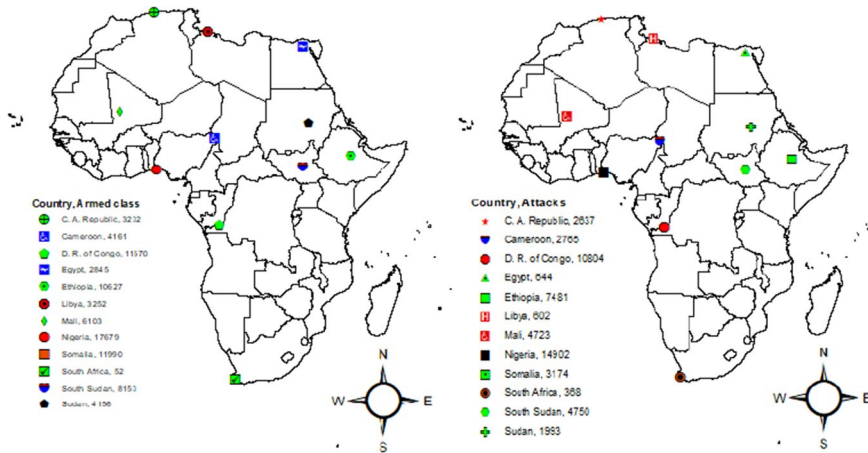 Country, Armed class
C. A. Republic, 3232
Cameroon, 4161
D. R. of Congo, 11570
Egypt, 2845
Ethiopia, 10627
Libya, 3252
Mali, 6103
Nigeria, 17679
Somalia, 11990
South Africa, 52
South Sudan, 8153
Sudan, 4156
N
W E
S
Country, Attacks
C. A. Republic, 2637
Cameroon, 2765
D. R. of Congo, 10804
Egypt, 644
Ethiopia, 7481
Libya, 602
Mali, 4723
Nigeria, 14902
Somalia, 3174
South Africa, 368
South Sudan, 4750
Sudan, 1993
N
W E
S